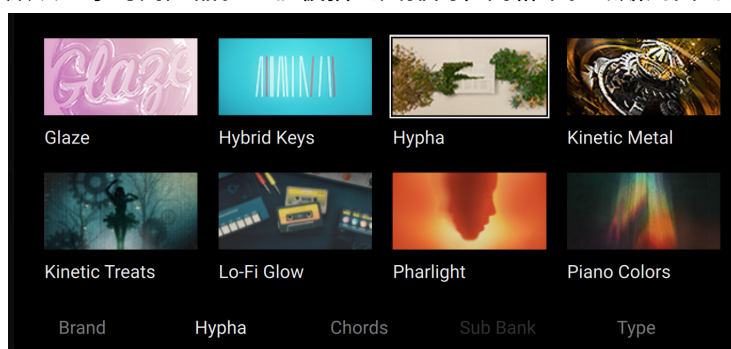 Glaze
Glaze Hybrid Keys Hypha Kinetic Metal
Kinetic Treats Lo-Fi Glow Pharlight Piano Colors
Brand Hypha Chords Sub Bank Type